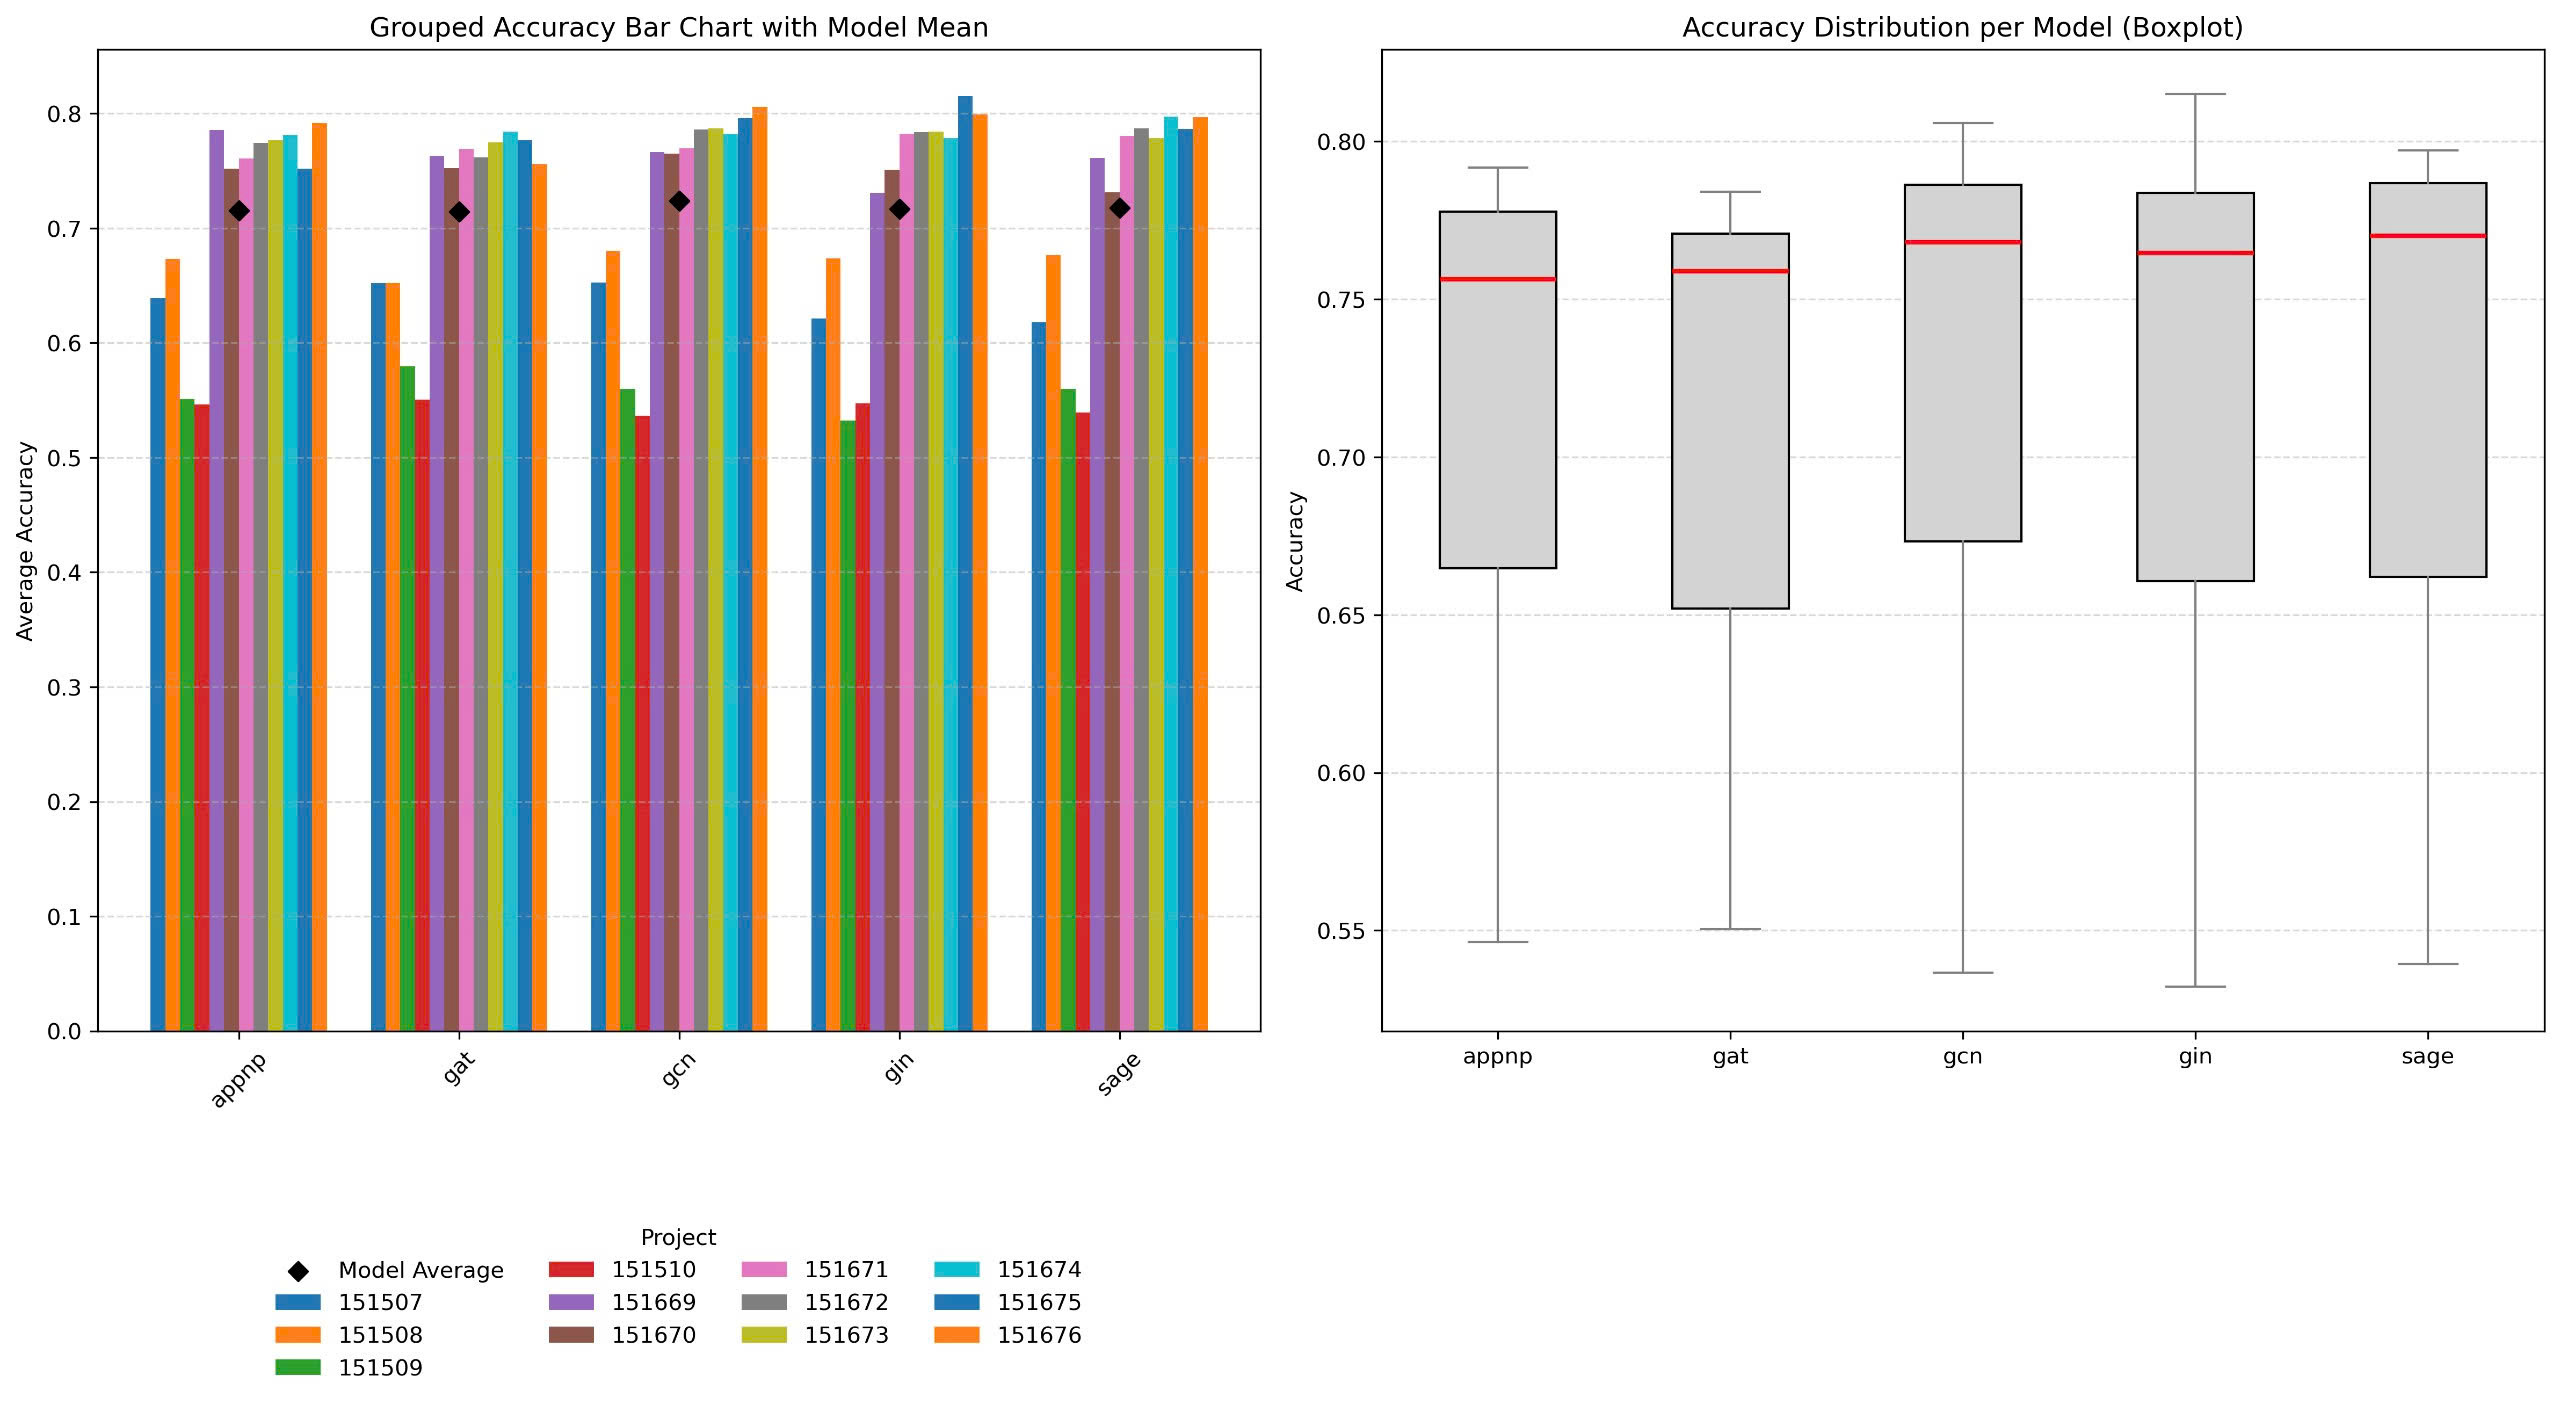 Grouped Accuracy Bar Chart with Model Mean
Average Accuracy
0.8
0.7
0.6
0.5
0.4
0.3
0.2
0.1
0.0
appnp
gat
gcn
gin
sage
Project
Model Average
151507
151508
151509
151510
151669
151670
151671
151672
151673
151674
151675
151676
Accuracy Distribution per Model (Boxplot)
Accuracy
0.80
0.75
0.70
0.65
0.60
0.55
appnp
gat
gcn
gin
sage